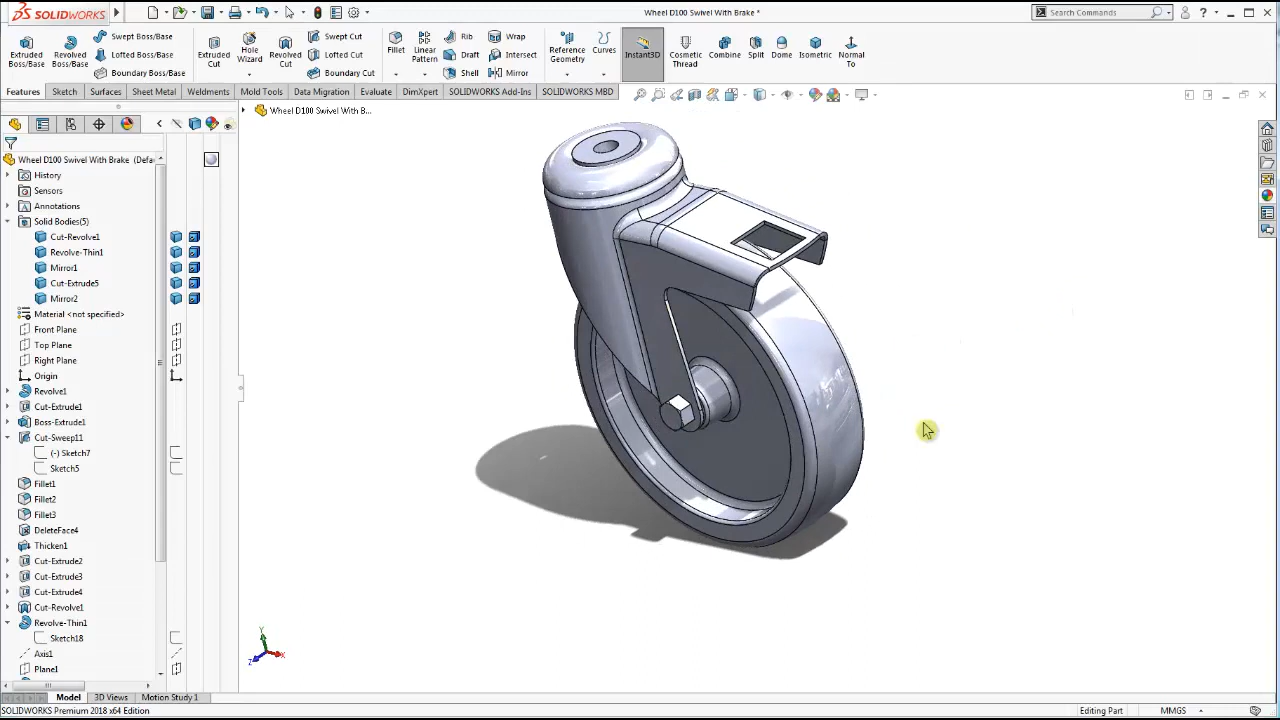 SOLIDWORKS
Wheel D100 Swivel With Brake *
Search Commands
Extruded Boss/Base
Revolved Boss/Base
Swept Boss/Base
Lofted Boss/Base
Boundary Boss/Base
Extruded Cut
Hole Wizard
Revolved Cut
Swept Cut
Lofted Cut
Boundary Cut
Fillet
Linear Pattern
Rib
Draft
Shell
Wrap
Intersect
Mirror
Reference Geometry
Curves
Instant3D
Cosmetic Thread
Combine
Split
Dome
Isometric
Normal To
Features
Sketch
Surfaces
Sheet Metal
Weldments
Mold Tools
Data Migration
Evaluate
DimXpert
SOLIDWORKS Add-Ins
SOLIDWORKS MBD
Wheel D100 Swivel With B...
Wheel D100 Swivel With Brake (Defau
History
Sensors
Annotations
Solid Bodies(5)
Cut-Revolve1
Revolve-Thin1
Mirror1
Cut-Extrude5
Mirror2
Material <not specified>
Front Plane
Top Plane
Right Plane
Origin
Revolve1
Cut-Extrude1
Boss-Extrude1
Cut-Sweep11
(-) Sketch7
Sketch5
Fillet1
Fillet2
Fillet3
DeleteFace4
Thicken1
Cut-Extrude2
Cut-Extrude3
Cut-Extrude4
Cut-Revolve1
Revolve-Thin1
Sketch18
Axis1
Plane1
Y
Z
X
Model
3D Views
Motion Study 1
SOLIDWORKS Premium 2018 x64 Edition
Editing Part
MMGS